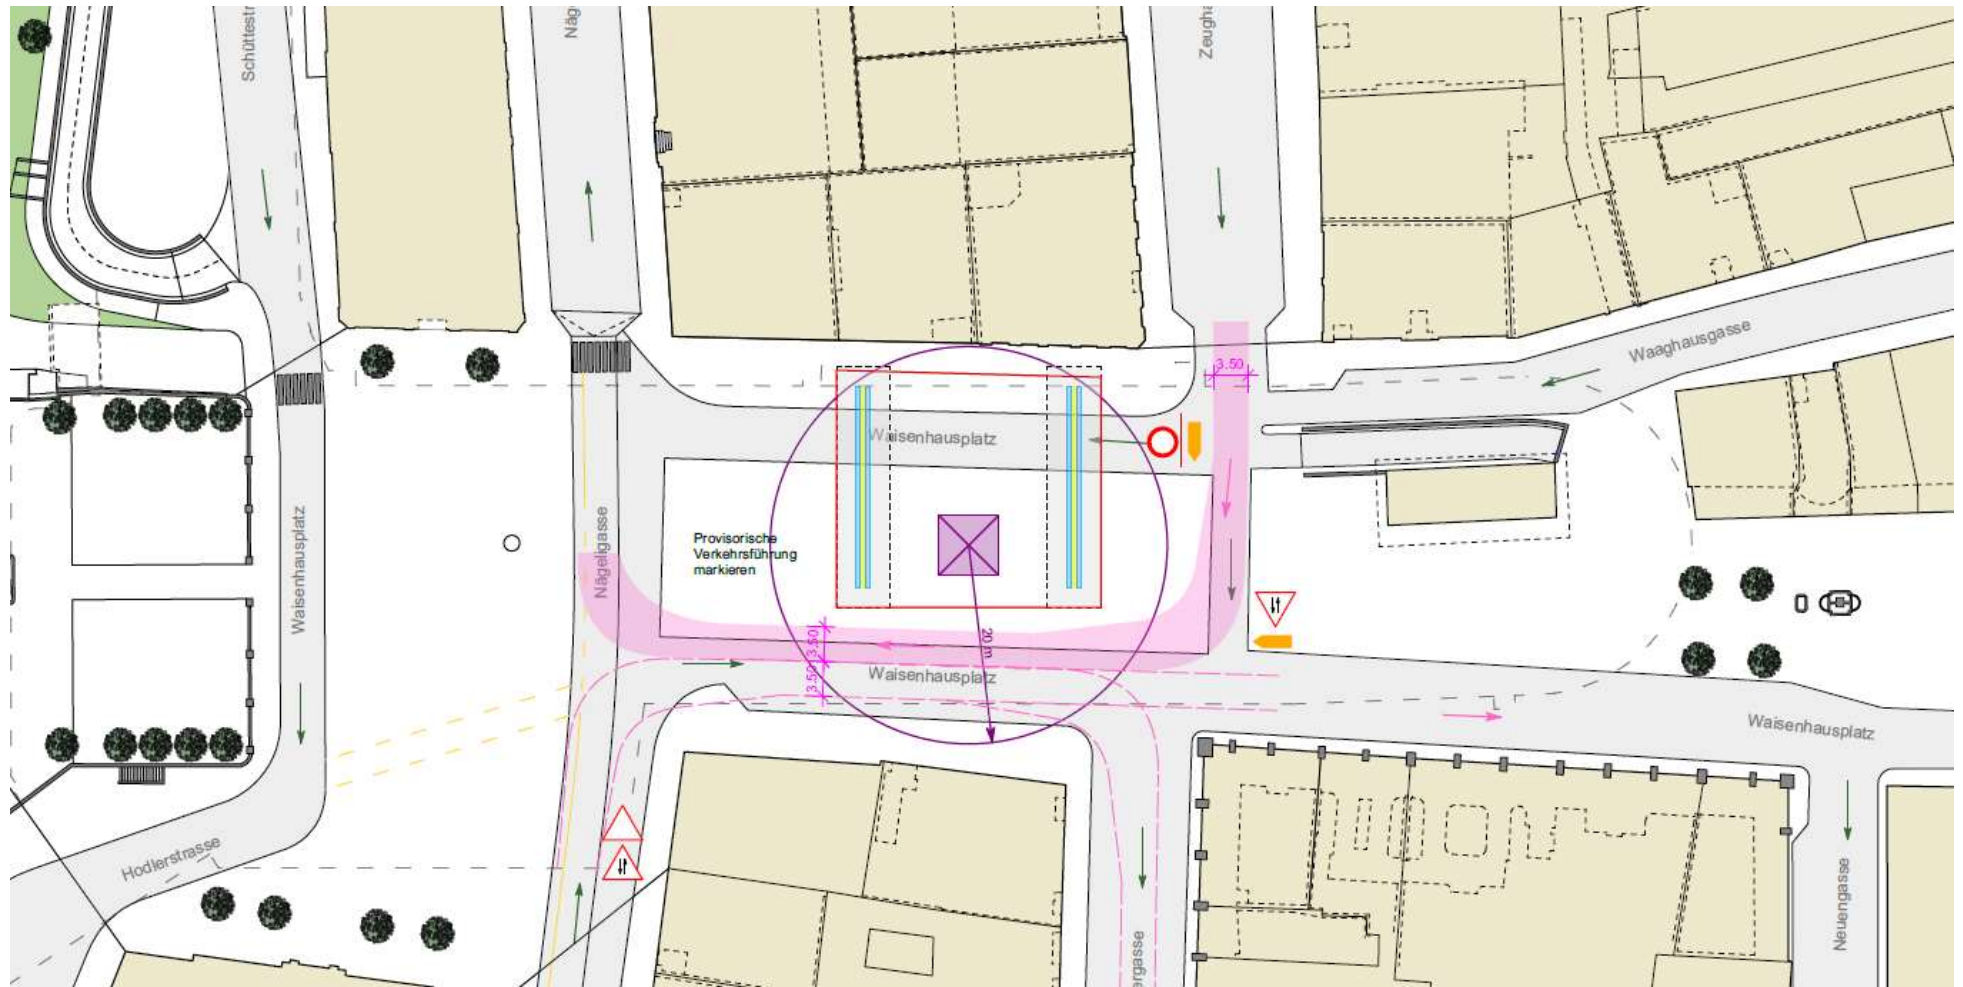 Schüttestr
Näg
Zeugha
Waaghausgasse
3.50
Waisenhausplatz
Waisenhausplatz
Nägeligasse
Provisorische
Verkehrsführung
markieren
20 m
3.50
3.50
Waisenhausplatz
Waisenhausplatz
Hodlerstrasse
Neuengasse
ergasse